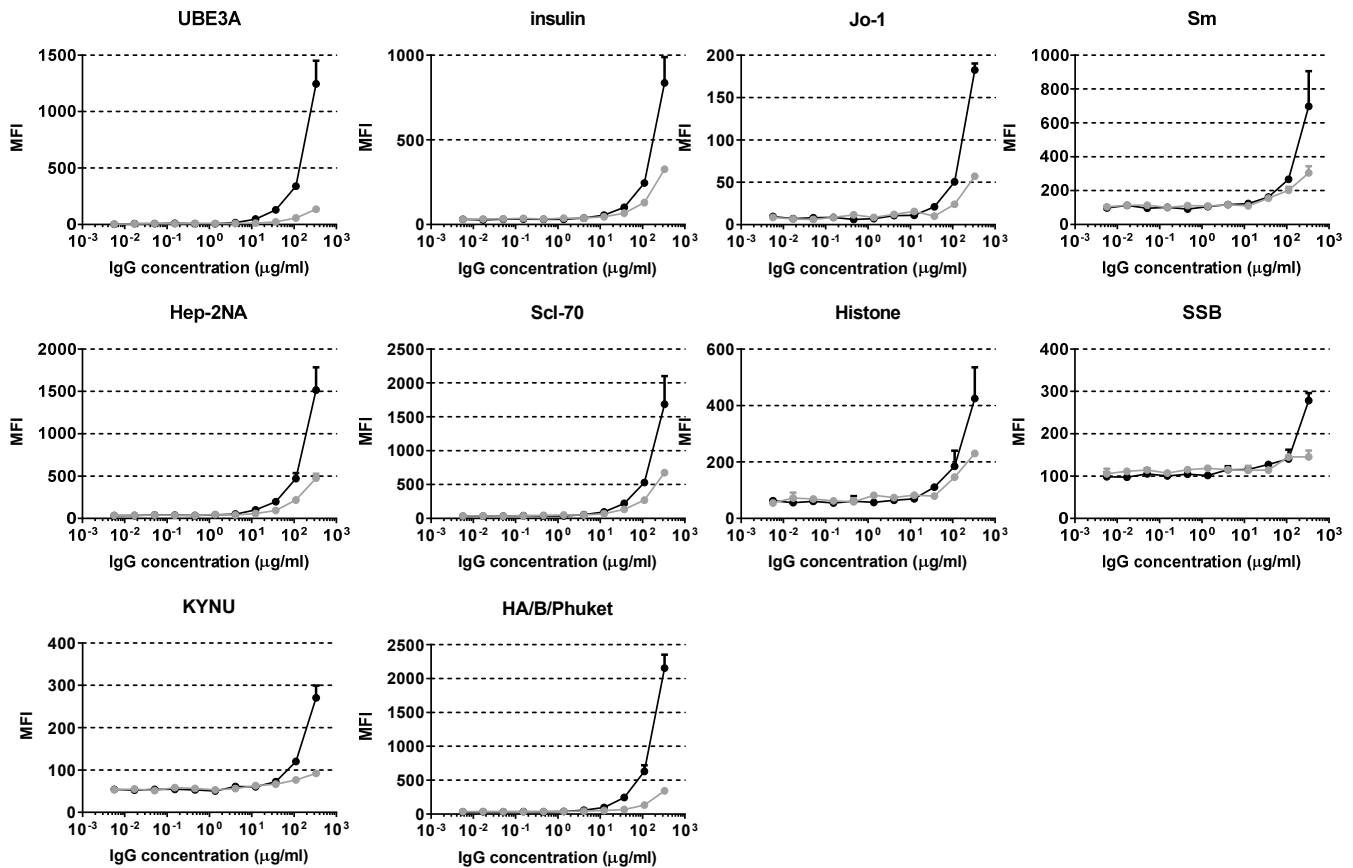 UBE3A
1500
1000
500
0
MFI
10-3 10-2 10-1 100 101 102 103
IgG concentration (μg/ml)
insulin
1000
500
0
MFI
10-3 10-2 10-1 100 101 102 103
IgG concentration (μg/ml)
Jo-1
200
150
100
50
0
MFI
10-3 10-2 10-1 100 101 102 103
IgG concentration (μg/ml)
Sm
1000
800
600
400
200
0
MFI
10-3 10-2 10-1 100 101 102 103
IgG concentration (μg/ml)
Hep-2NA
2000
1500
1000
500
0
MFI
10-3 10-2 10-1 100 101 102 103
IgG concentration (μg/ml)
Scl-70
2500
2000
1500
1000
500
0
MFI
10-3 10-2 10-1 100 101 102 103
IgG concentration (μg/ml)
Histone
600
400
200
0
MFI
10-3 10-2 10-1 100 101 102 103
IgG concentration (μg/ml)
SSB
400
300
200
100
0
MFI
10-3 10-2 10-1 100 101 102 103
IgG concentration (μg/ml)
KYNU
400
300
200
100
0
MFI
10-3 10-2 10-1 100 101 102 103
IgG concentration (μg/ml)
HA/B/Phuket
2500
2000
1500
1000
500
0
MFI
10-3 10-2 10-1 100 101 102 103
IgG concentration (μg/ml)